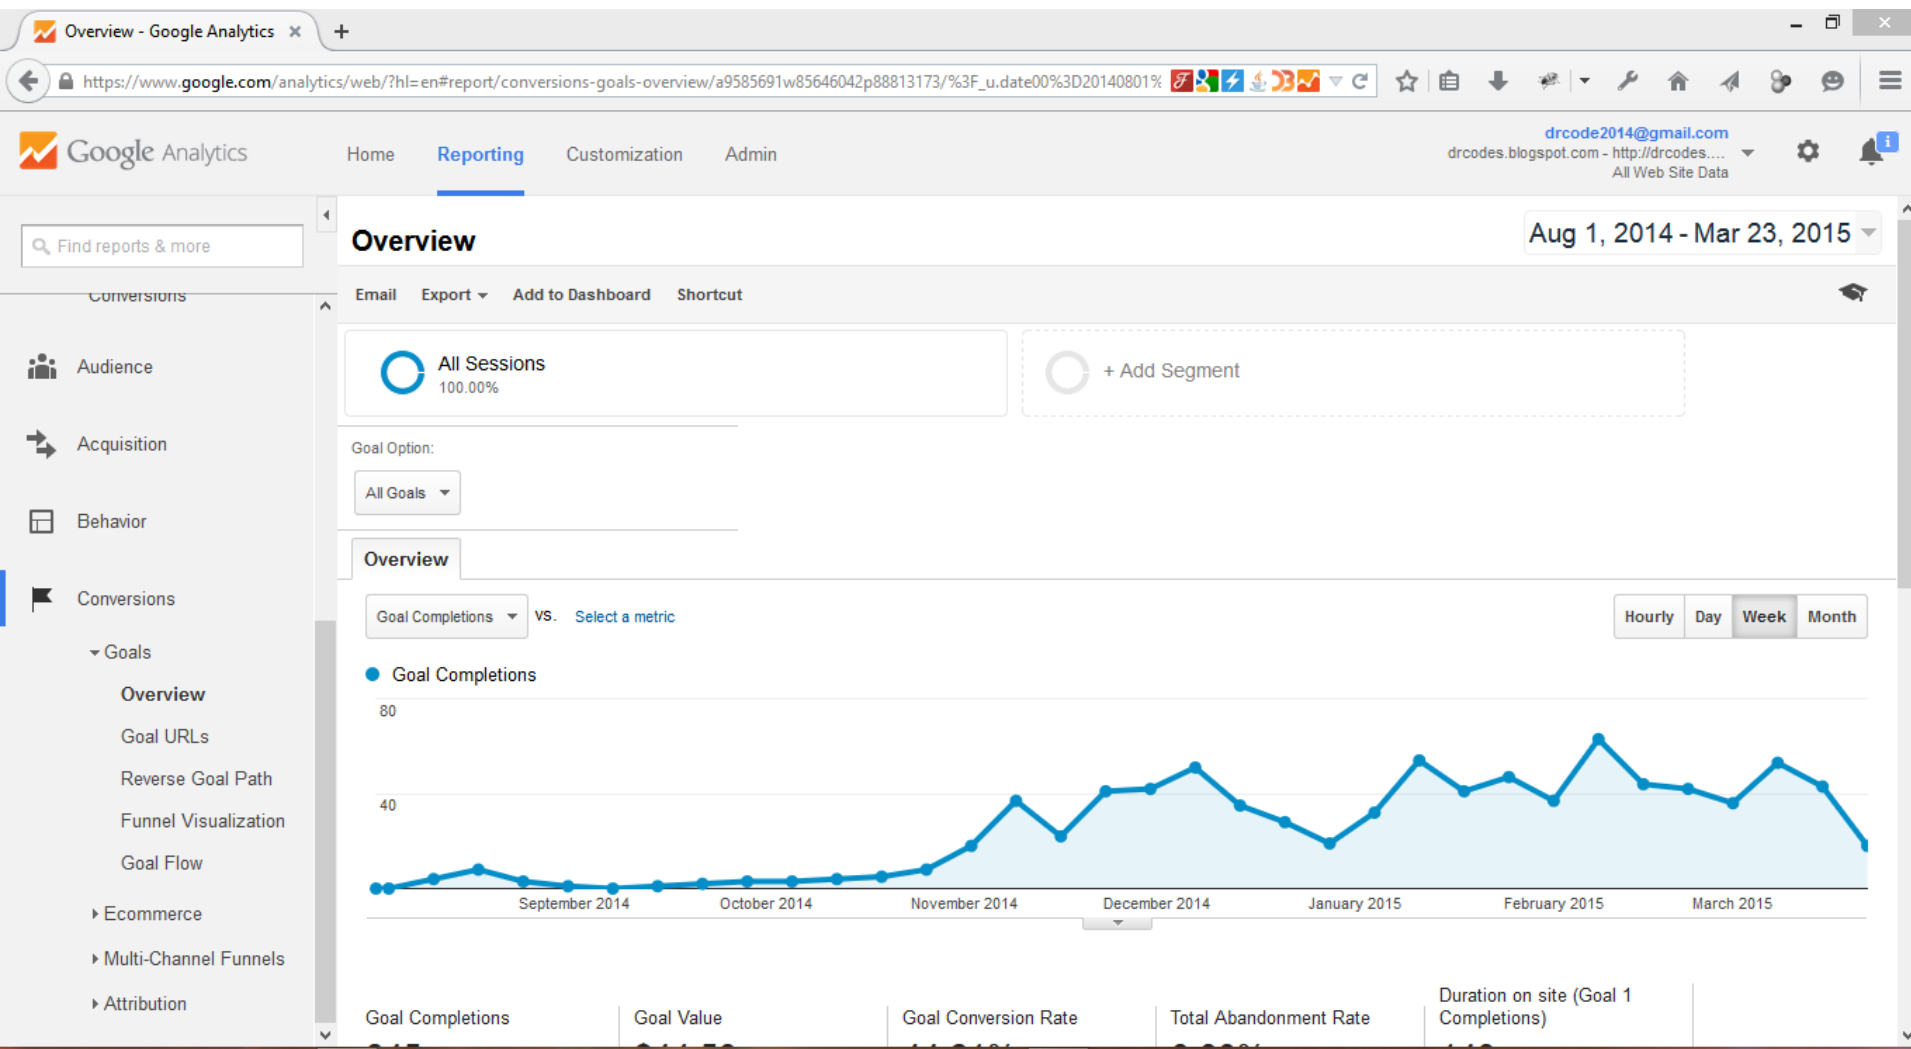 Overview - Google Analytics
https://www.google.com/analytics/web/?hl=en#report/conversions-goals-overview/a9585691w85646042p88813173/%3F_u.date00%3D20140801%
Google Analytics
Home Reporting Customization Admin
drcode2014@gmail.com
drcodes.blogspot.com - http://drcodes....
All Web Site Data
Find reports & more
Conversions
Audience
Acquisition
Behavior
Conversions
Goals
Overview
Goal URLs
Reverse Goal Path
Funnel Visualization
Goal Flow
Ecommerce
Multi-Channel Funnels
Attribution
Overview
Aug 1, 2014 - Mar 23, 2015
Email Export Add to Dashboard Shortcut
All Sessions
100.00%
+ Add Segment
Goal Option:
All Goals
Overview
Goal Completions VS. Select a metric
Hourly Day Week Month
Goal Completions
80
40
September 2014 October 2014 November 2014 December 2014 January 2015 February 2015 March 2015
Goal Completions
Goal Value
Goal Conversion Rate
Total Abandonment Rate
Duration on site (Goal 1
Completions)